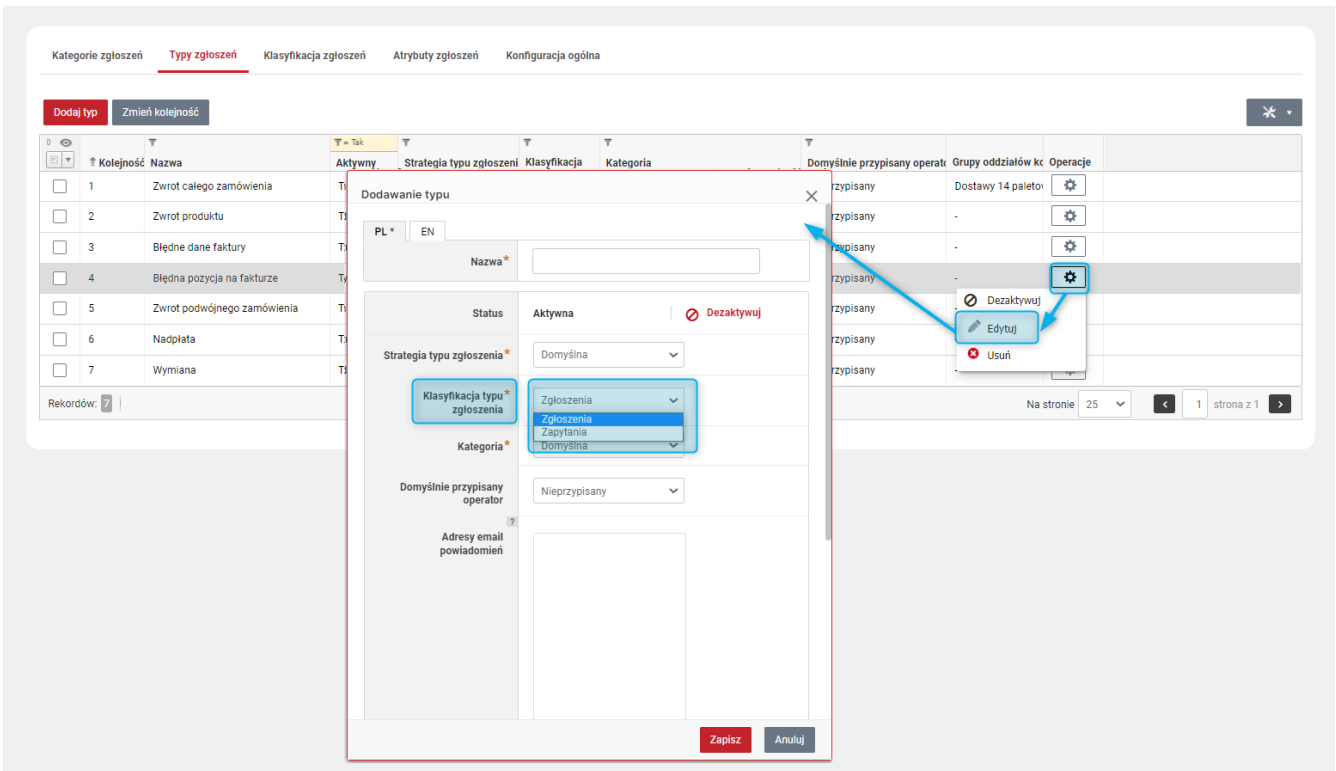 Kategorie zgłoszeń Typy zgłoszeń Klasyfikacja zgłoszeń Atrybuty zgłoszeń Konfiguracja ogólna
Dodaj typ Zmień kolejność
0 = Tak
Kolejność Nazwa Aktywny Strategia typu zgłoszeni Klasyfikacja Kategoria Domyślnie przypisany operato Grupy oddziałów ko Operacje
1 Zwrot całego zamówienia rzypisany Dostawy 14 paletov
2 Zwrot produktu rzypisany -
3 Błędne dane faktury rzypisany -
4 Błędna pozycja na fakturze rzypisany -
5 Zwrot podwójnego zamówienia rzypisany
6 Nadpłata rzypisany
7 Wymiana rzypisany
Rekordów: 7
Na stronie 25 1 strona z 1
Dezaktywuj
Edytuj
Usuń
Dodawanie typu
PL * EN
Nazwa*
Status Aktywna Dezaktywuj
Strategia typu zgłoszenia* Domyślna
Klasyfikacja typu*
zgłoszenia
Zgłoszenia
Zgłoszenia
Zapytania
Kategoria* Domyślna
Domyślnie przypisany
operator
Nieprzypisany
?
Adresy email
powiadomień
Zapisz Anuluj